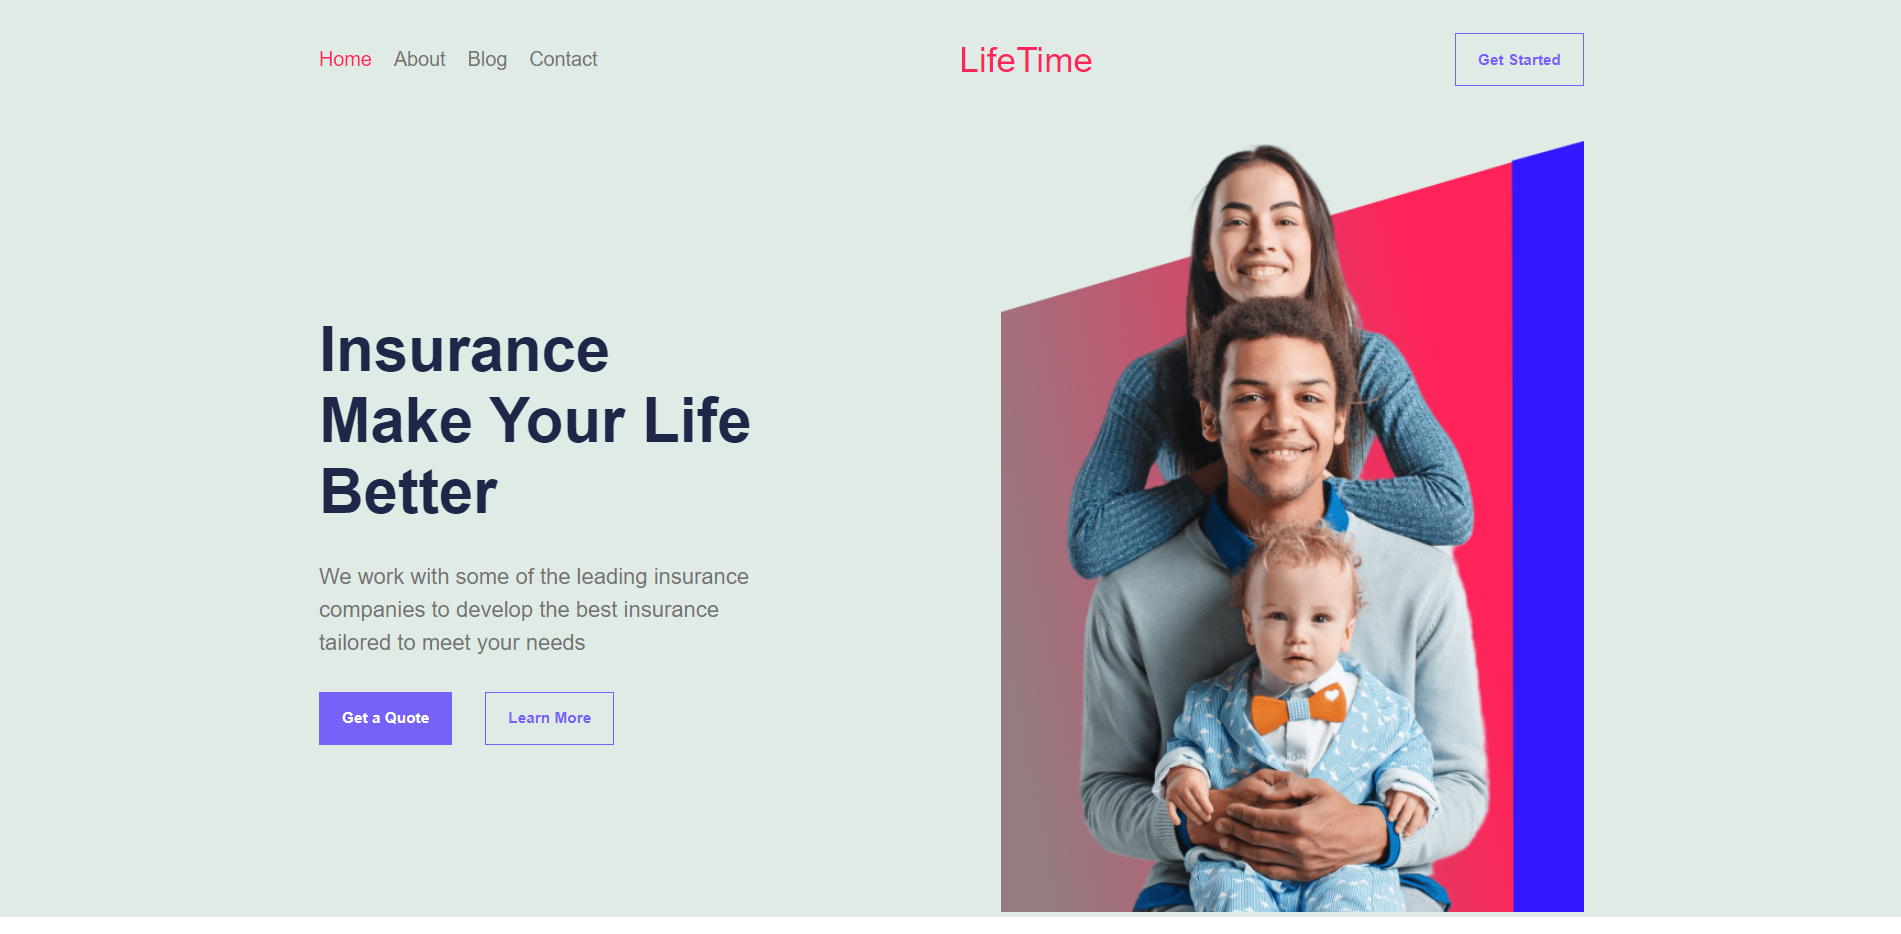 Home About Blog Contact LifeTime Get Started
Insurance
Make Your Life
Better
We work with some of the leading insurance
companies to develop the best insurance
tailored to meet your needs
Get a Quote Learn More